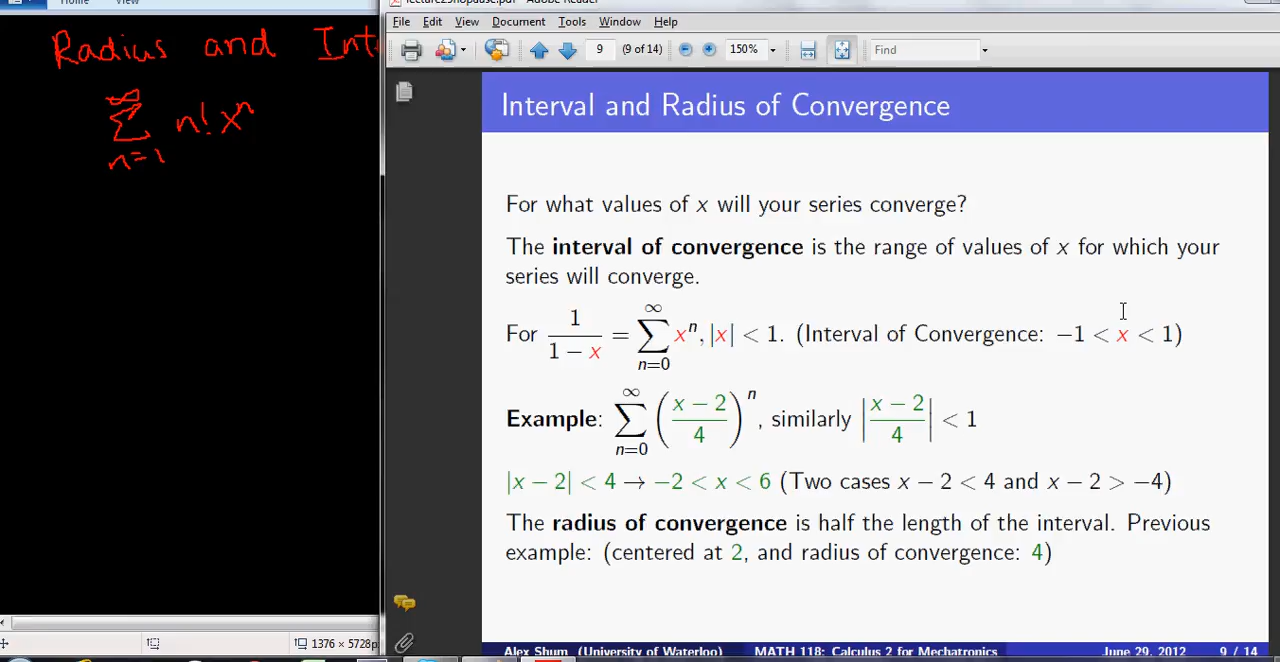 Home View
Radius and Int
∞
Σ n! xⁿ
n=1
1376 × 5728p
File Edit View Document Tools Window Help
9 (9 of 14) 150% Find
Interval and Radius of Convergence
For what values of x will your series converge?
The interval of convergence is the range of values of x for which your
series will converge.
For 1/(1 − x) = ∑_{n=0}^{∞} xⁿ, |x| < 1. (Interval of Convergence: −1 < x < 1)
Example: ∑_{n=0}^{∞} ((x − 2)/4)ⁿ, similarly |(x − 2)/4| < 1
|x − 2| < 4 → −2 < x < 6 (Two cases x − 2 < 4 and x − 2 > −4)
The radius of convergence is half the length of the interval. Previous
example: (centered at 2, and radius of convergence: 4)
Alex Shum (University of Waterloo) MATH 118: Calculus 2 for Mechatronics June 29, 2012 9 / 14